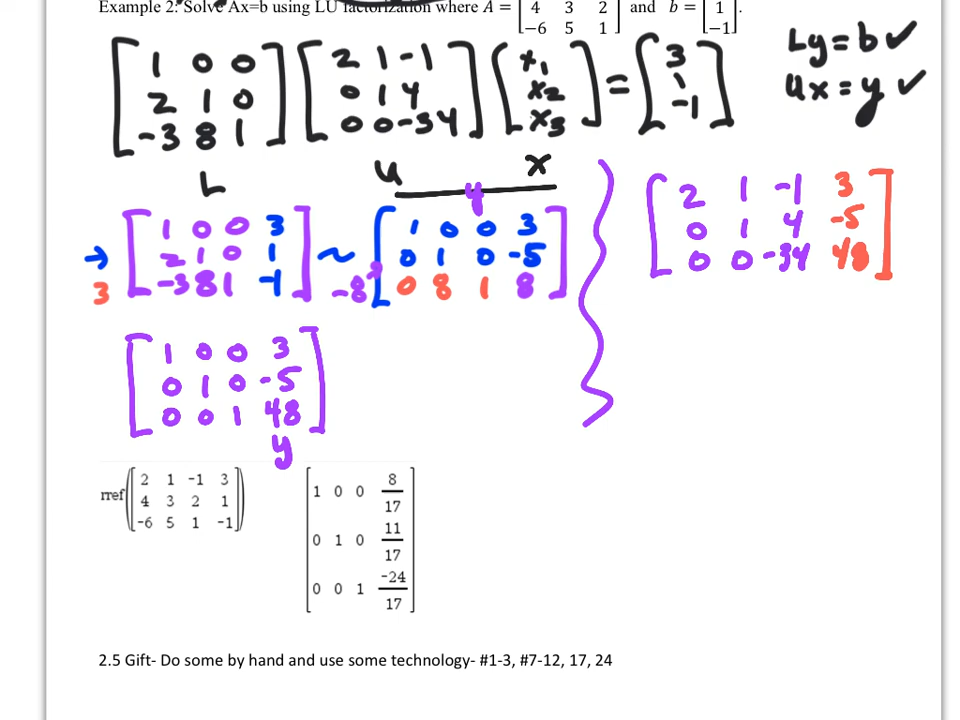 Example 2: Solve Ax=b using LU factorization where A = [4 3 2; -6 5 1] and b = [1; -1].
[1 0 0; 2 1 0; -3 8 1] [2 1 -1; 0 1 4; 0 0 -34] [x1; x2; x3] = [3; 1; -1]
Ly = b ✓
Ux = y ✓
L U x
y
→ 3 [1 0 0 3; 2 1 0 1; -3 8 1 -1] ~ -8 [1 0 0 3; 0 1 0 -5; 0 8 1 8]
[2 1 -1 3; 0 1 4 -5; 0 0 -34 48]
[1 0 0 3; 0 1 0 -5; 0 0 1 48]
y
rref([2 1 -1 3; 4 3 2 1; -6 5 1 -1]) [1 0 0 8/17; 0 1 0 11/17; 0 0 1 -24/17]
2.5 Gift- Do some by hand and use some technology- #1-3, #7-12, 17, 24